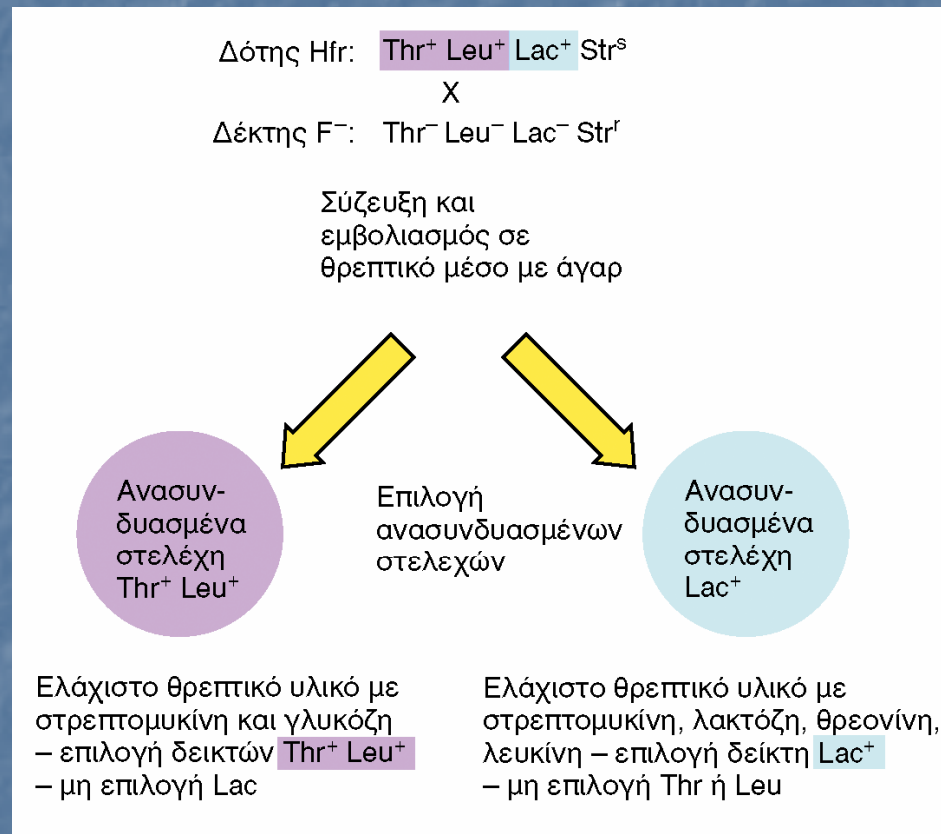 Δότης Hfr: Thr⁺ Leu⁺ Lac⁺ Strˢ
X
Δέκτης F⁻: Thr⁻ Leu⁻ Lac⁻ Strʳ
Σύζευξη και
εμβολιασμός σε
θρεπτικό μέσο με άγαρ
Ανασυν-
δυασμένα
στελέχη
Thr⁺ Leu⁺
Επιλογή
ανασυνδυασμένων
στελεχών
Ανασυν-
δυασμένα
στελέχη
Lac⁺
Ελάχιστο θρεπτικό υλικό με
στρεπτομυκίνη και γλυκόζη
– επιλογή δεικτών Thr⁺ Leu⁺
– μη επιλογή Lac
Ελάχιστο θρεπτικό υλικό με
στρεπτομυκίνη, λακτόζη, θρεονίνη,
λευκίνη – επιλογή δείκτη Lac⁺
– μη επιλογή Thr ή Leu